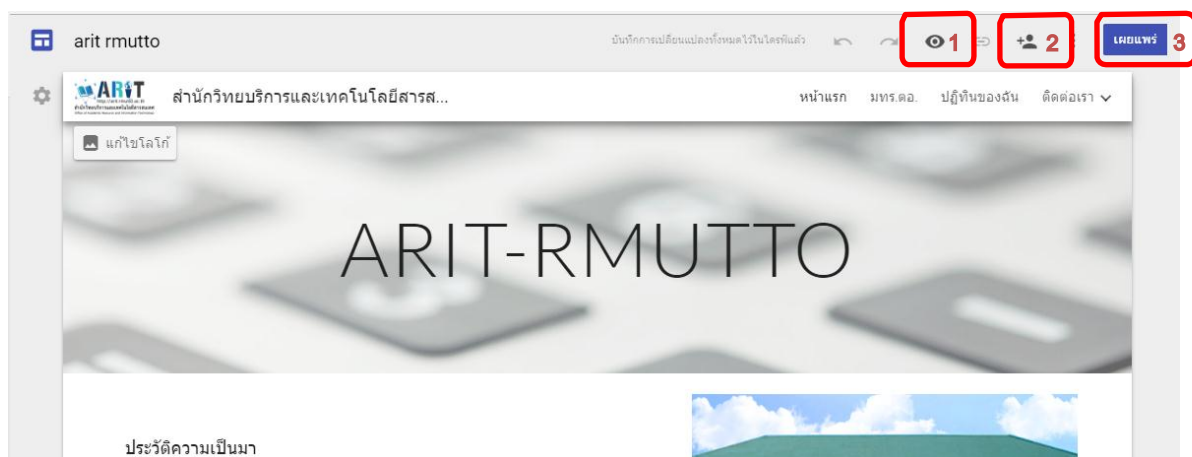 arit rmutto
บันทึกการเปลี่ยนแปลงทั้งหมดไว้ในไดรฟ์แล้ว
1
2
เผยแพร่
3
ARiT
สำนักวิทยบริการและเทคโนโลยีสารส...
หน้าแรก
มทร.ตอ.
ปฏิทินของฉัน
ติดต่อเรา
แก้ไขโลโก้
ARIT-RMUTTO
ประวัติความเป็นมา